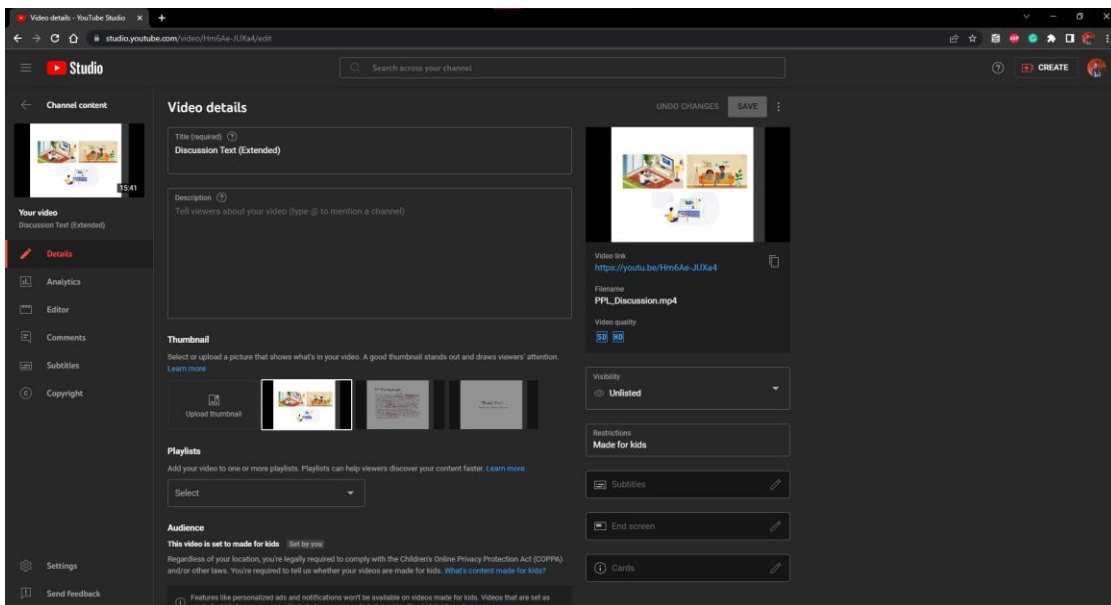 Video details - YouTube Studio
studio.youtube.com/video/Hm6Ae-JUXa4/edit
Studio
Search across your channel
CREATE
Channel content
15:41
Your video
Discussion Text (Extended)
Details
Analytics
Editor
Comments
Subtitles
Copyright
Settings
Send feedback
Video details
UNDO CHANGES
SAVE
Title (required)
Discussion Text (Extended)
Description
Tell viewers about your video (type @ to mention a channel)
Thumbnail
Select or upload a picture that shows what's in your video. A good thumbnail stands out and draws viewers' attention.
Learn more
Upload thumbnail
Playlists
Add your video to one or more playlists. Playlists can help viewers discover your content faster. Learn more
Select
Audience
This video is set to made for kids Set by you
Regardless of your location, you're legally required to comply with the Children's Online Privacy Protection Act (COPPA)
and/or other laws. You're required to tell us whether your videos are made for kids. What's content made for kids?
Features like personalized ads and notifications won't be available on videos made for kids. Videos that are set as
Video link
https://youtu.be/Hm6Ae-JUXa4
Filename
PPL_Discussion.mp4
Video quality
SD HD
Visibility
Unlisted
Restrictions
Made for kids
Subtitles
End screen
Cards